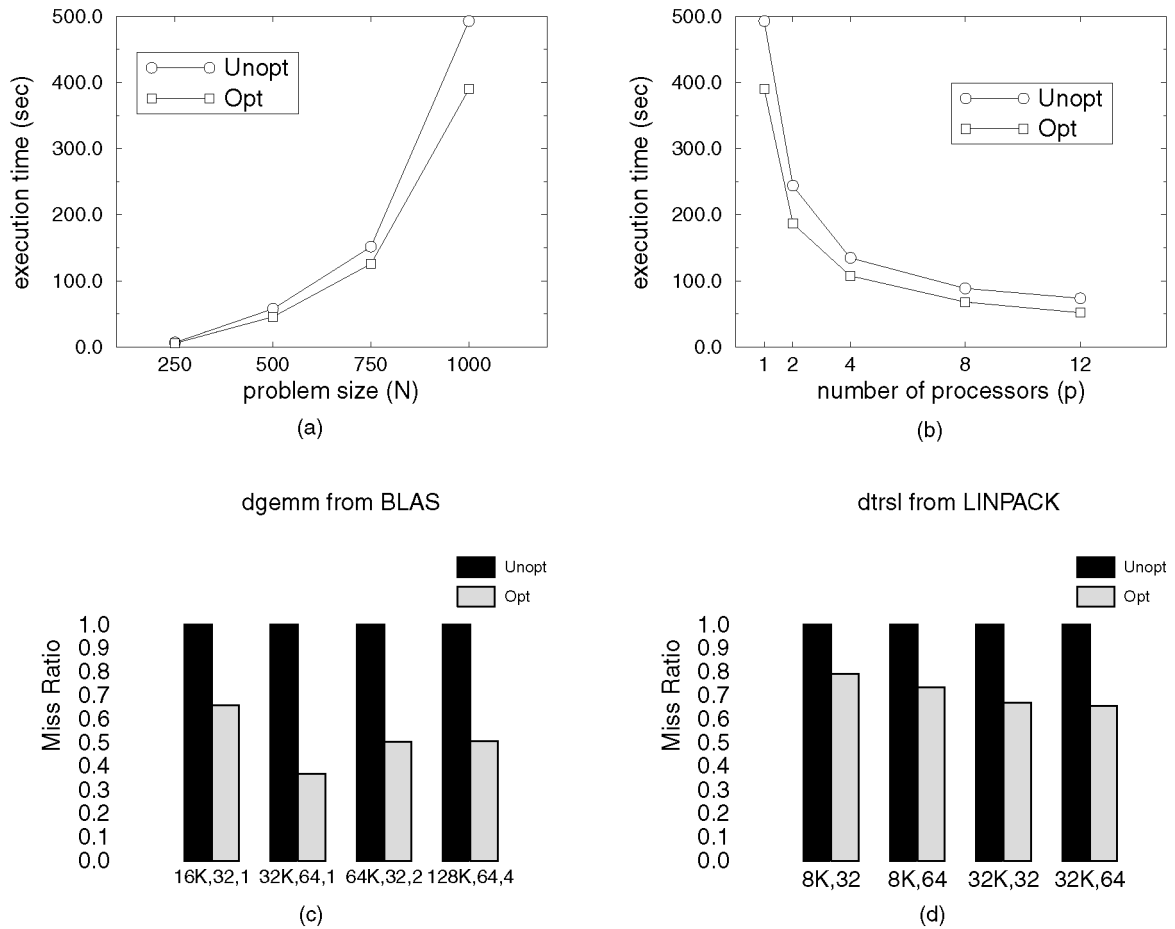 500.0
400.0
300.0
200.0
100.0
0.0
execution time (sec)
Unopt
Opt
250 500 750 1000
problem size (N)
(a)
500.0
400.0
300.0
200.0
100.0
0.0
execution time (sec)
Unopt
Opt
1 2 4 8 12
number of processors (p)
(b)
dgemm from BLAS
Unopt
Opt
1.0
0.9
0.8
0.7
0.6
0.5
0.4
0.3
0.2
0.1
0.0
Miss Ratio
16K,32,1 32K,64,1 64K,32,2 128K,64,4
(c)
dtrsl from LINPACK
Unopt
Opt
1.0
0.9
0.8
0.7
0.6
0.5
0.4
0.3
0.2
0.1
0.0
Miss Ratio
8K,32 8K,64 32K,32 32K,64
(d)